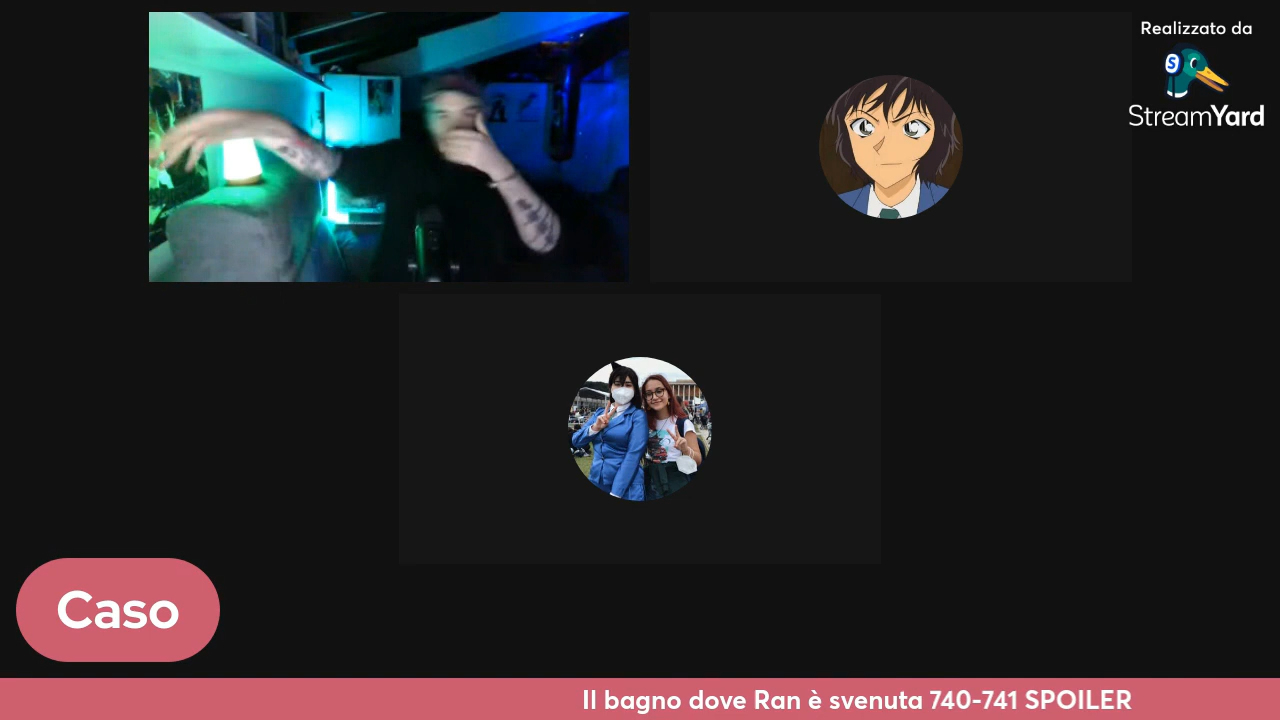 Realizzato da
S
StreamYard
Caso
Il bagno dove Ran è svenuta 740-741 SPOILER